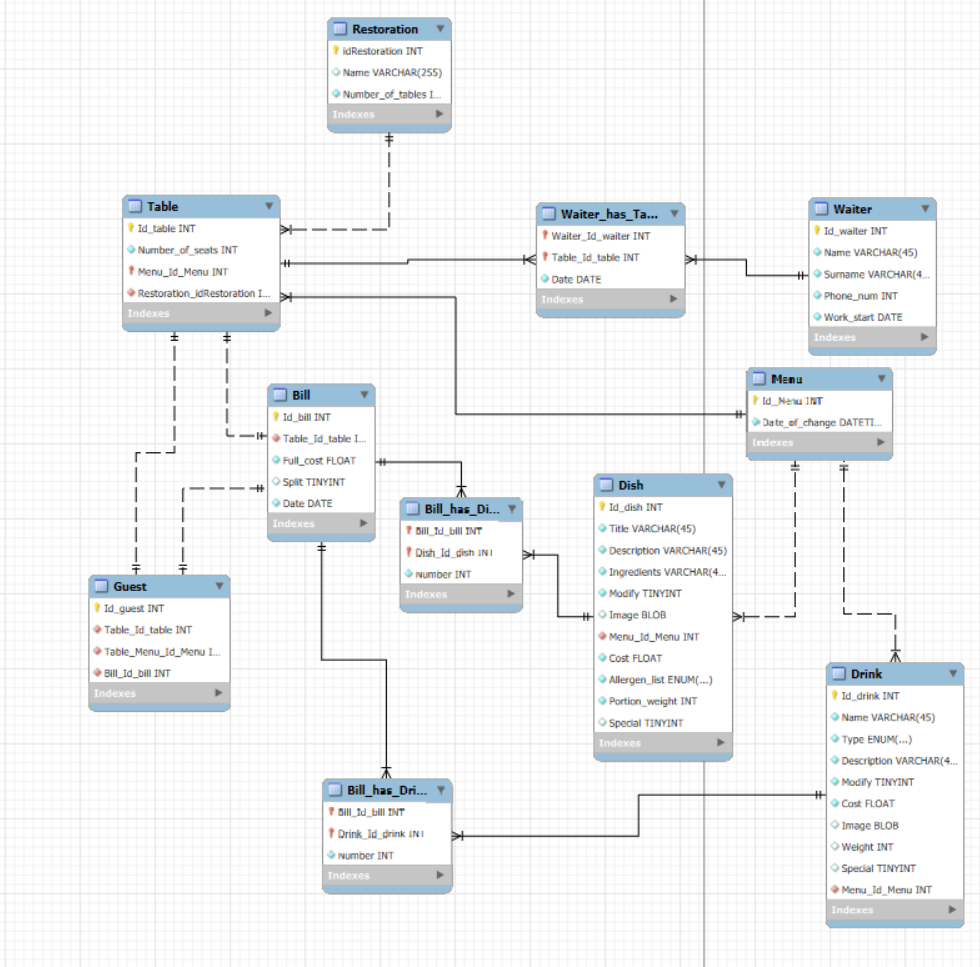 Restoration
idRestoration INT
Name VARCHAR(255)
Number_of_tables I...
Indexes
Table
Id_table INT
Number_of_seats INT
Menu_Id_Menu INT
Restoration_idRestoration I...
Indexes
Waiter_has_Ta...
Waiter_Id_waiter INT
Table_Id_table INT
Date DATE
Indexes
Waiter
Id_waiter INT
Name VARCHAR(45)
Surname VARCHAR(4...
Phone_num INT
Work_start DATE
Indexes
Menu
Id_Menu INT
Date_of_change DATETI...
Indexes
Bill
Id_bill INT
Table_Id_table I...
Full_cost FLOAT
Split TINYINT
Date DATE
Indexes
Bill_has_Di...
Bill_Id_bill INT
Dish_Id_dish INT
Number INT
Indexes
Dish
Id_dish INT
Title VARCHAR(45)
Description VARCHAR(45)
Ingredients VARCHAR(4...
Modify TINYINT
Image BLOB
Menu_Id_Menu INT
Cost FLOAT
Allergen_list ENUM(...)
Portion_weight INT
Special TINYINT
Indexes
Guest
Id_guest INT
Table_Id_table INT
Table_Menu_Id_Menu I...
Bill_Id_bill INT
Indexes
Drink
Id_drink INT
Name VARCHAR(45)
Type ENUM(...)
Description VARCHAR(4...
Modify TINYINT
Cost FLOAT
Image BLOB
Weight INT
Special TINYINT
Menu_Id_Menu INT
Indexes
Bill_has_Dri...
Bill_Id_bill INT
Drink_Id_drink INT
Number INT
Indexes